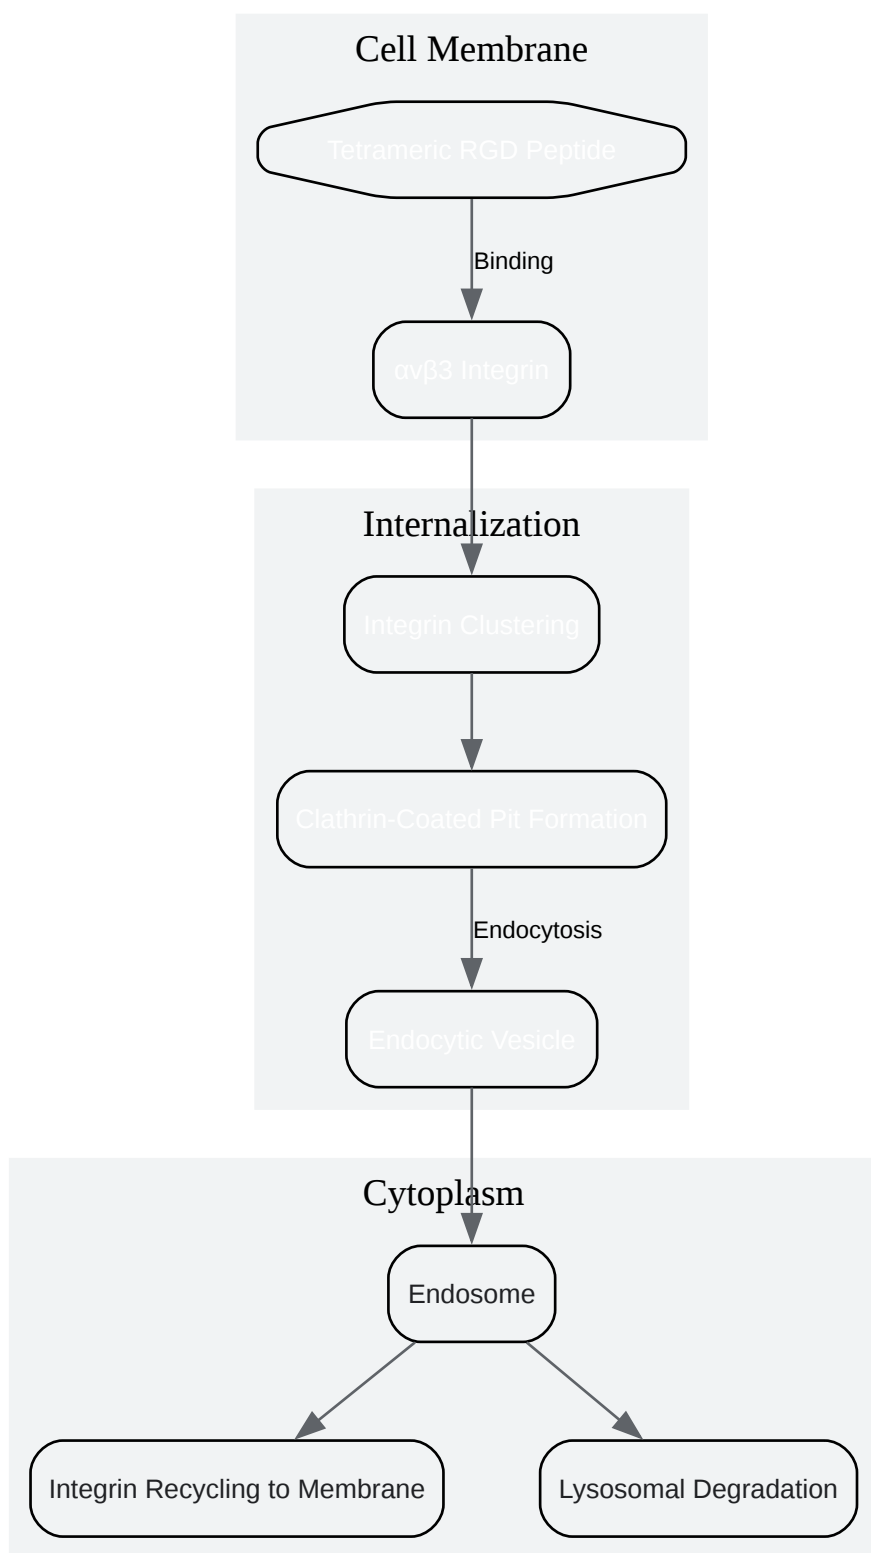 Cell Membrane
Tetrameric RGD Peptide
Binding
αvβ3 Integrin
Internalization
Integrin Clustering
Clathrin-Coated Pit Formation
Endocytosis
Endocytic Vesicle
Cytoplasm
Endosome
Integrin Recycling to Membrane
Lysosomal Degradation